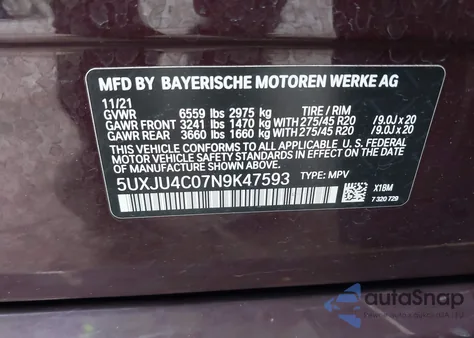 MFD BY BAYERISCHE MOTOREN WERKE AG
11/21
GVWR 6559 lbs 2975 kg TIRE / RIM
GAWR FRONT 3241 lbs 1470 kg WITH 275/45 R20 / 9.0J x 20
GAWR REAR 3660 lbs 1660 kg WITH 275/45 R20 / 9.0J x 20
THIS VEHICLE CONFORMS TO ALL APPLICABLE U. S. FEDERAL
MOTOR VEHICLE SAFETY STANDARDS IN EFFECT ON THE DATE
OF MANUFACTURE SHOWN ABOVE.
5UXJU4C07N9K47593 TYPE: MPV
X1BM
7 320 729
autoSnap